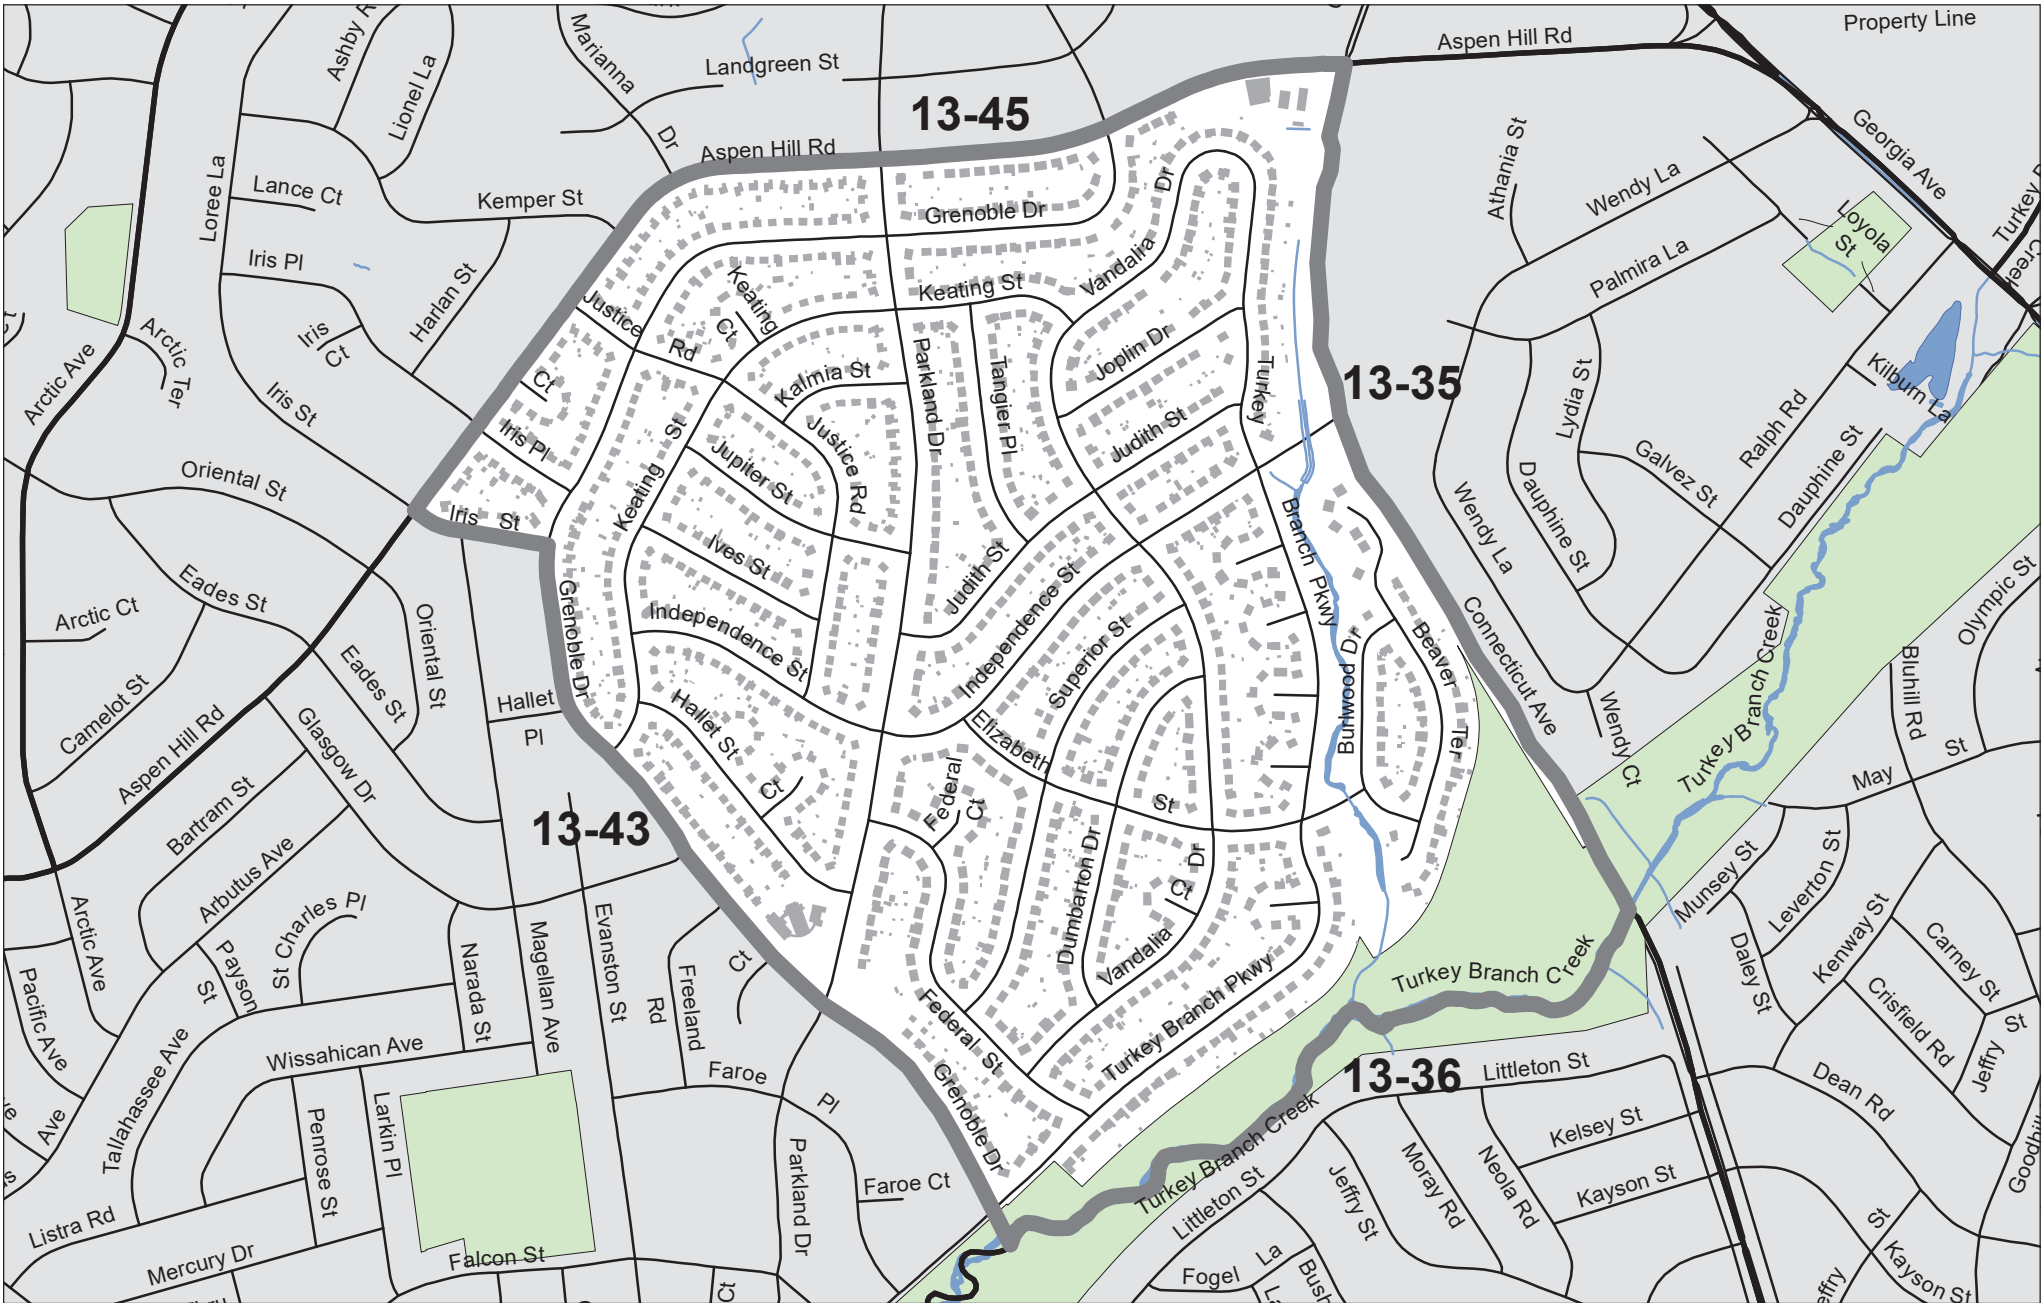 Property Line
Aspen Hill Rd
Ashby
Lionel La
Marianna
Dr
Landgreen St
13-45
Aspen Hill Rd
Georgia Ave
Turkey
Creek
Athania St
Wendy La
Loyola
St
Palmira La
Loree La
Lance Ct
Kemper St
Grenoble Dr
Dr
Vandalia
Iris Pl
Harlan St
Iris
Ct
Justice
Rd
Keating
Ct
Keating St
Joplin Dr
Turkey
13-35
Kilburn La
Arctic
Ter
Arctic Ave
Iris St
Ct
Kalmia St
Parkland Dr
Tangier Pl
Judith St
Lydia St
Ralph Rd
Galvez St
Dauphine St
Iris Pl
Keating
St
Jupiter St
Justice Rd
Oriental St
Iris St
Ives St
Judith St
Branch Pkwy
Wendy La
Dauphine St
Olympic St
Eades St
Arctic Ct
Oriental St
Grenoble Dr
Independence St
Independence St
Superior St
Burlwood Dr
Beaver
Ter
Connecticut Ave
Turkey Branch Creek
Bluhill Rd
Camelot St
Eades St
Hallet
Pl
Hallet St
Ct
Elizabeth
St
Wendy Ct
May
St
Aspen Hill Rd
Glasgow Dr
Bartram St
13-43
Federal
Ct
Dumbarton Dr
Dr
Ct
Vandalia
Munsey St
Leverton St
Arbutus Ave
Arctic Ave
St Charles Pl
Payson
St
Narada St
Magellan Ave
Evanston St
Freeland
Rd
Ct
Federal St
Turkey Branch Pkwy
Turkey Branch Creek
Daley St
Kenway St
Carney St
Crisfield Rd
Jeffry
St
Pacific Ave
Ave
Tallahassee Ave
Wissahican Ave
Faroe
Pl
Grenoble Dr
13-36
Littleton St
Dean Rd
Penrose St
Larkin Pl
Parkland Dr
Faroe Ct
Turkey Branch Creek
Littleton St
Jeffry St
Moray Rd
Neola Rd
Kelsey St
Kayson St
Listra Rd
Mercury Dr
Falcon St
Ct
Fogel
La
St
Kayson St